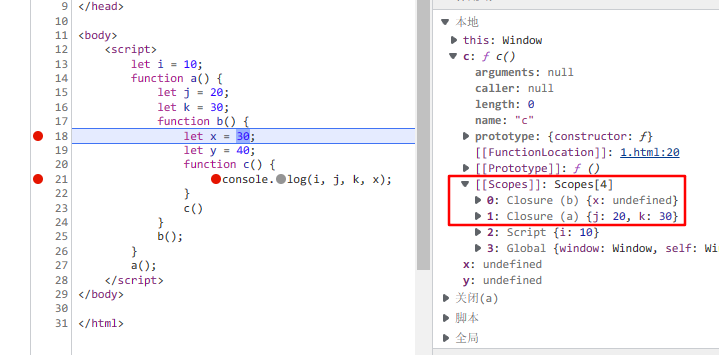 9 </head>
10
11 <body>
12 <script>
13 let i = 10;
14 function a() {
15 let j = 20;
16 let k = 30;
17 function b() {
18 let x = 30;
19 let y = 40;
20 function c() {
21 console.log(i, j, k, x);
22 }
23 c()
24 }
25 b();
26 }
27 a();
28 </script>
29 </body>
30
31 </html>
本地
this: Window
c: ƒ c()
arguments: null
caller: null
length: 0
name: "c"
prototype: {constructor: ƒ}
[[FunctionLocation]]: 1.html:20
[[Prototype]]: ƒ ()
[[Scopes]]: Scopes[4]
0: Closure (b) {x: undefined}
1: Closure (a) {j: 20, k: 30}
2: Script {i: 10}
3: Global {window: Window, self: Wi
x: undefined
y: undefined
关闭(a)
脚本
全局